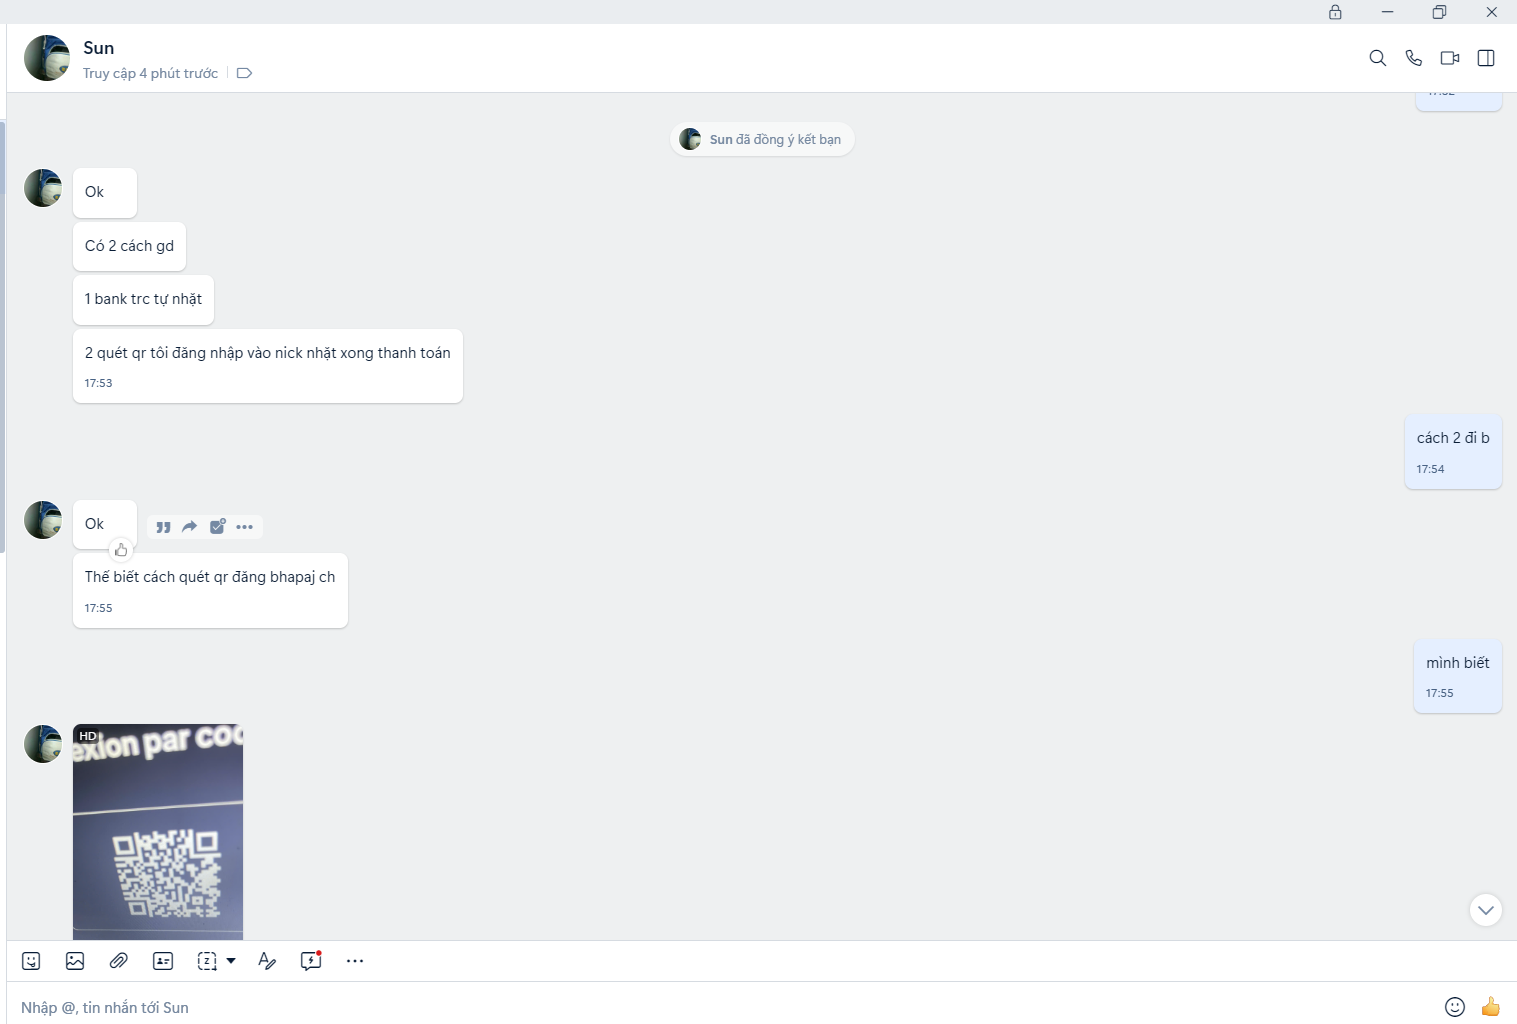 Sun
Truy cập 4 phút trước
Sun đã đồng ý kết bạn
Ok
Có 2 cách gd
1 bank trc tự nhặt
2 quét qr tôi đăng nhập vào nick nhặt xong thanh toán
17:53
cách 2 đi b
17:54
Ok
Thế biết cách quét qr đăng bhapaj ch
17:55
mình biết
17:55
HD
exion par cod
Nhập @, tin nhắn tới Sun